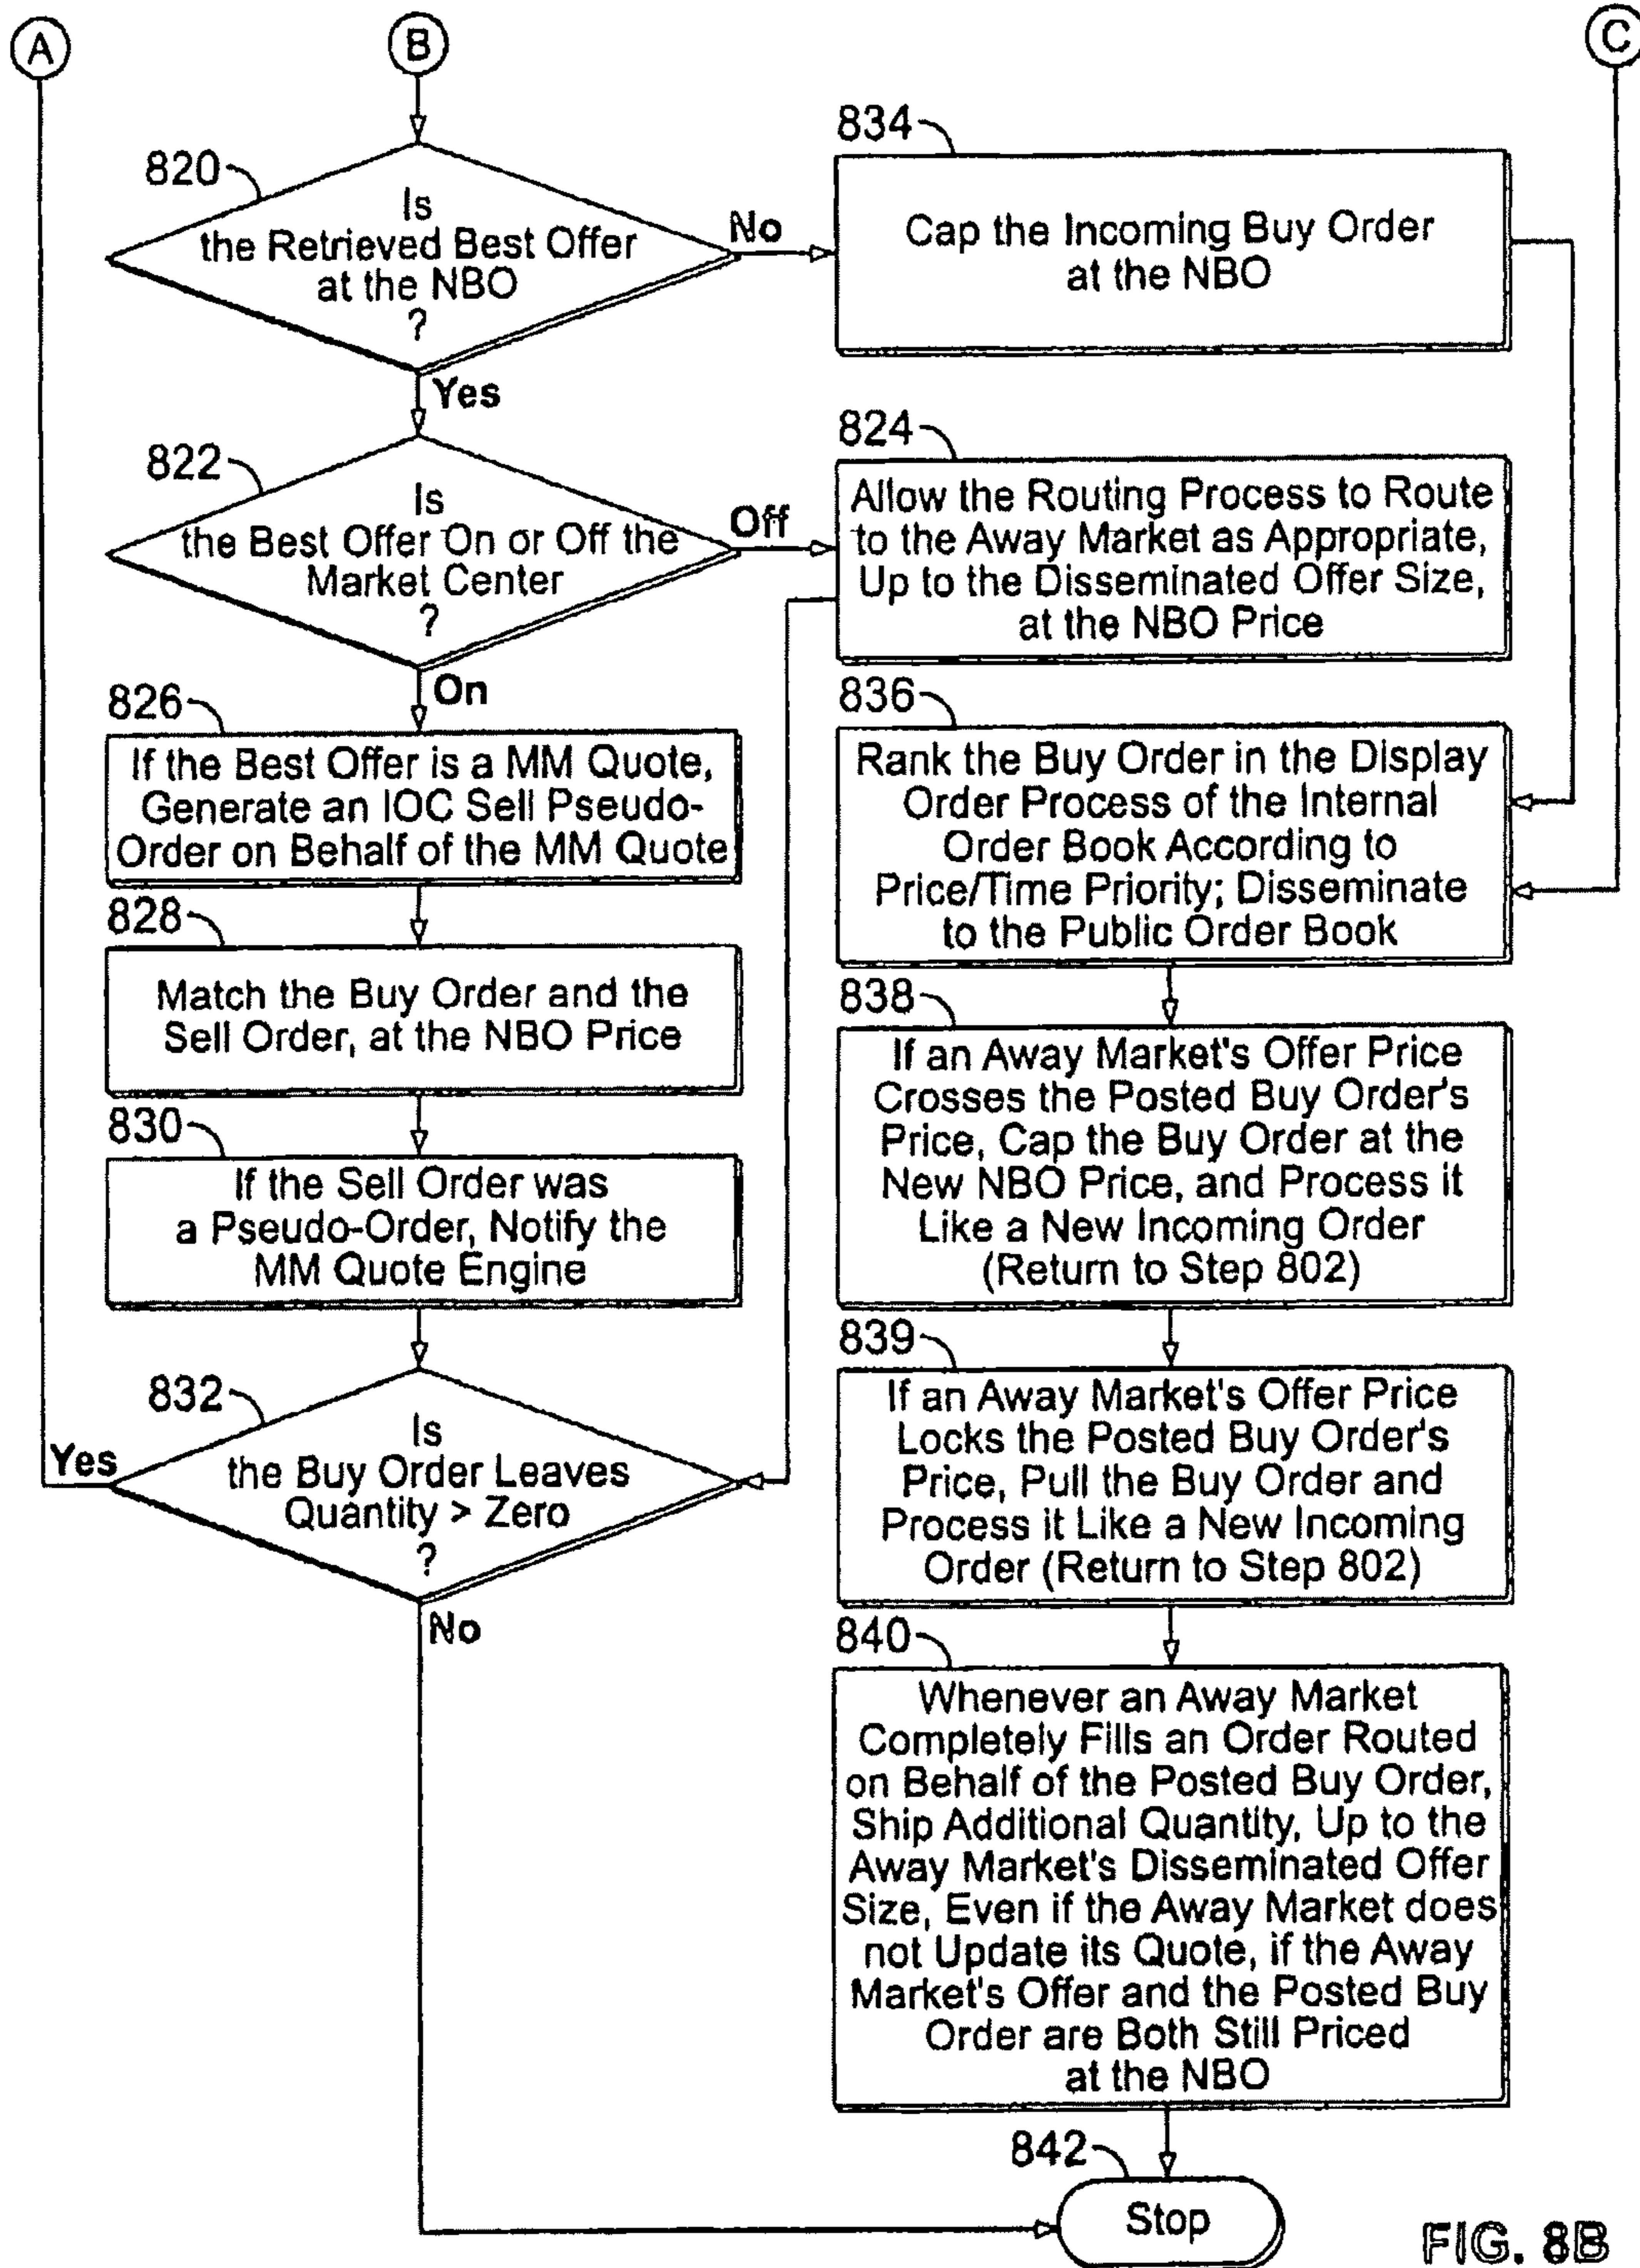 A
B
C
820
Is
the Retrieved Best Offer
at the NBO
?
No
Yes
834
Cap the Incoming Buy Order
at the NBO
822
Is
the Best Offer On or Off the
Market Center
?
Off
On
824
Allow the Routing Process to Route
to the Away Market as Appropriate,
Up to the Disseminated Offer Size,
at the NBO Price
826
If the Best Offer is a MM Quote,
Generate an IOC Sell Pseudo-
Order on Behalf of the MM Quote
828
Match the Buy Order and the
Sell Order, at the NBO Price
830
If the Sell Order was
a Pseudo-Order, Notify the
MM Quote Engine
832
Is
the Buy Order Leaves
Quantity > Zero
?
Yes
No
836
Rank the Buy Order in the Display
Order Process of the Internal
Order Book According to
Price/Time Priority; Disseminate
to the Public Order Book
838
If an Away Market's Offer Price
Crosses the Posted Buy Order's
Price, Cap the Buy Order at the
New NBO Price, and Process it
Like a New Incoming Order
(Return to Step 802)
839
If an Away Market's Offer Price
Locks the Posted Buy Order's
Price, Pull the Buy Order and
Process it Like a New Incoming
Order (Return to Step 802)
840
Whenever an Away Market
Completely Fills an Order Routed
on Behalf of the Posted Buy Order,
Ship Additional Quantity, Up to the
Away Market's Disseminated Offer
Size, Even if the Away Market does
not Update its Quote, if the Away
Market's Offer and the Posted Buy
Order are Both Still Priced
at the NBO
842
Stop
FIG. 8B